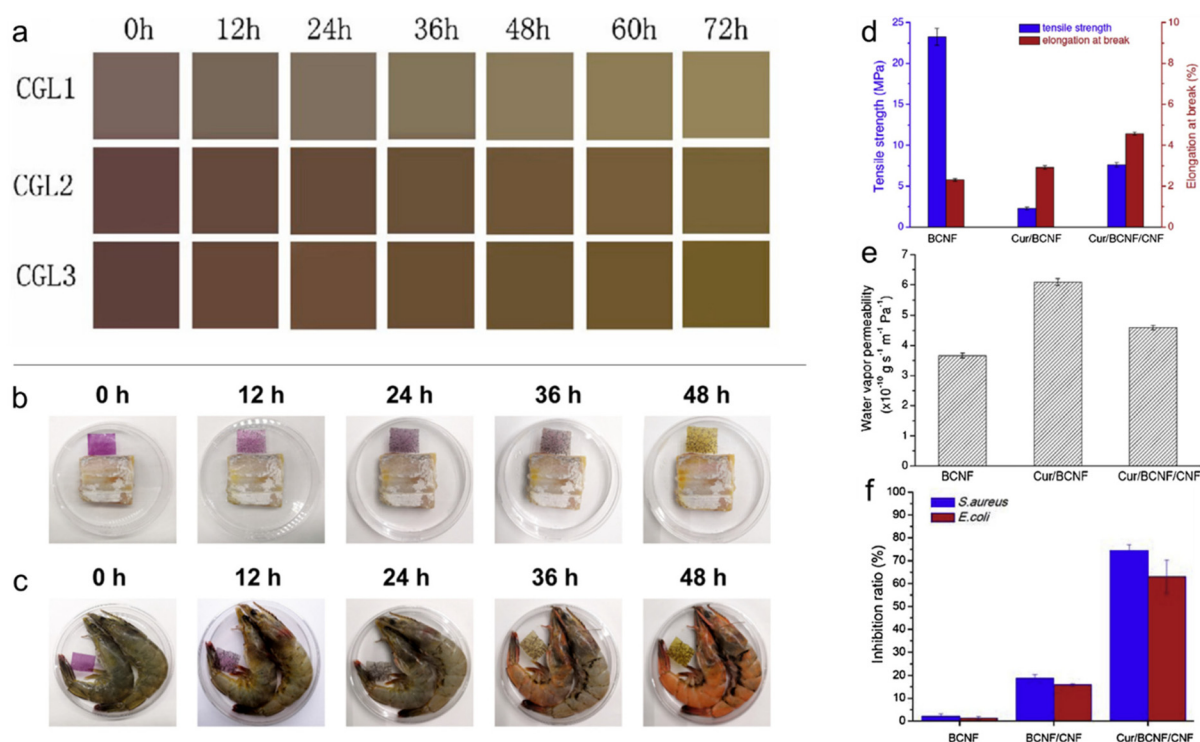 a
0h 12h 24h 36h 48h 60h 72h
CGL1
CGL2
CGL3
b
0 h 12 h 24 h 36 h 48 h
c
0 h 12 h 24 h 36 h 48 h
d
tensile strength
elongation at break
Tensile strength (MPa)
25
20
15
10
5
0
Elongation at break (%)
10
8
6
4
2
0
BCNF Cur/BCNF Cur/BCNF/CNF
e
Water vapor permeability
(x10⁻¹⁰ g s⁻¹ m⁻¹ Pa⁻¹)
7
6
5
4
3
2
1
0
BCNF Cur/BCNF Cur/BCNF/CNF
f
S.aureus
E.coli
Inhibition ratio (%)
100
90
80
70
60
50
40
30
20
10
0
BCNF BCNF/CNF Cur/BCNF/CNF